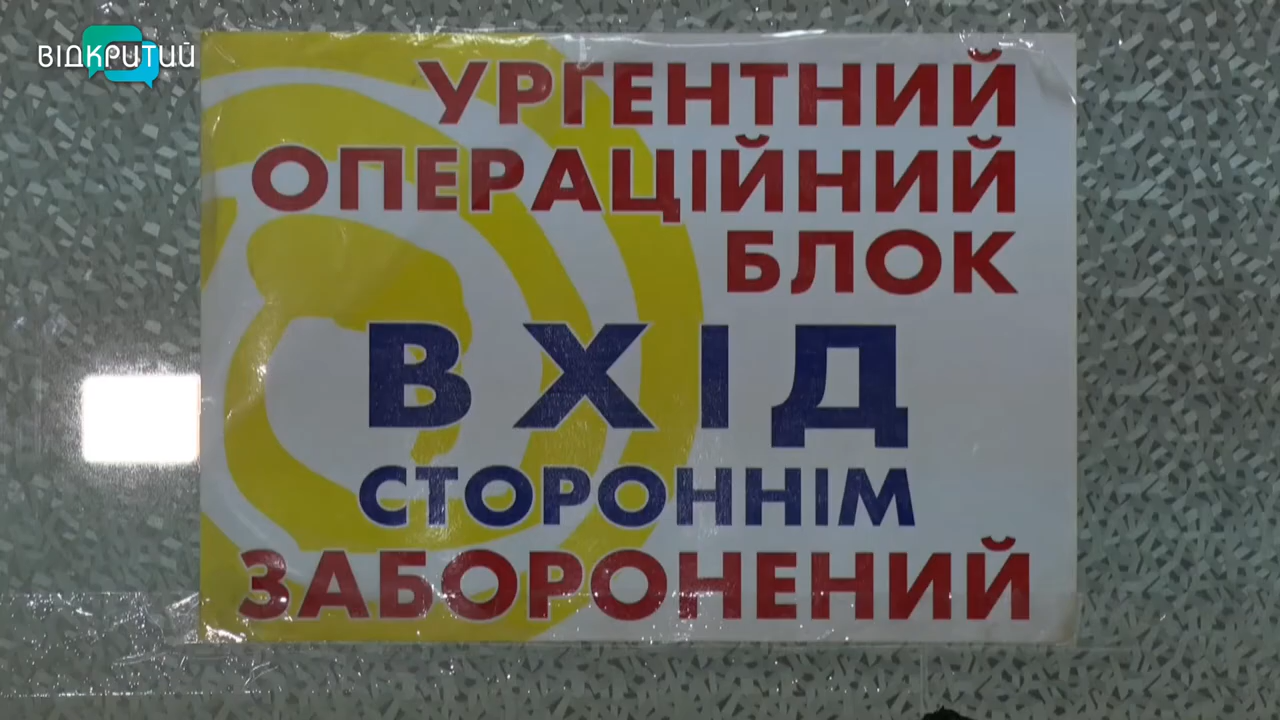 ВІДКРИТИЙ
УРГЕНТНИЙ
ОПЕРАЦІЙНИЙ
БЛОК
ВХІД
СТОРОННІМ
ЗАБОРОНЕНИЙ